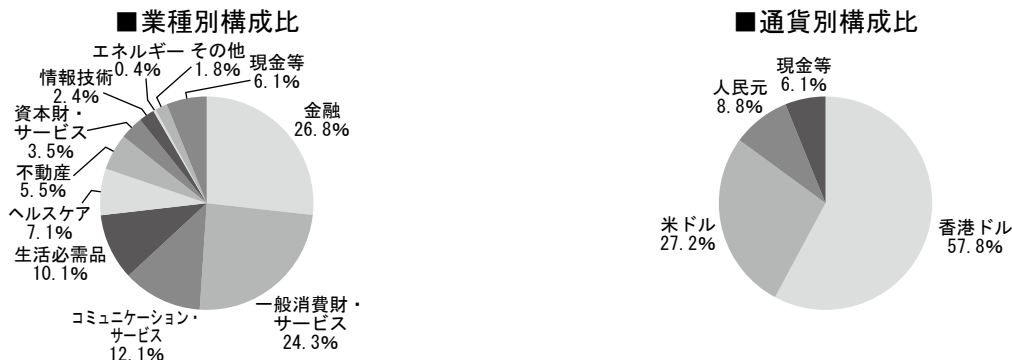 ■業種別構成比
エネルギー
0.4%
その他
1.8%
現金等
6.1%
情報技術
2.4%
金融
26.8%
資本財・
サービス
3.5%
不動産
5.5%
ヘルスケア
7.1%
生活必需品
10.1%
コミュニケーション・
サービス
12.1%
一般消費財・
サービス
24.3%
■通貨別構成比
現金等
6.1%
人民元
8.8%
米ドル
27.2%
香港ドル
57.8%